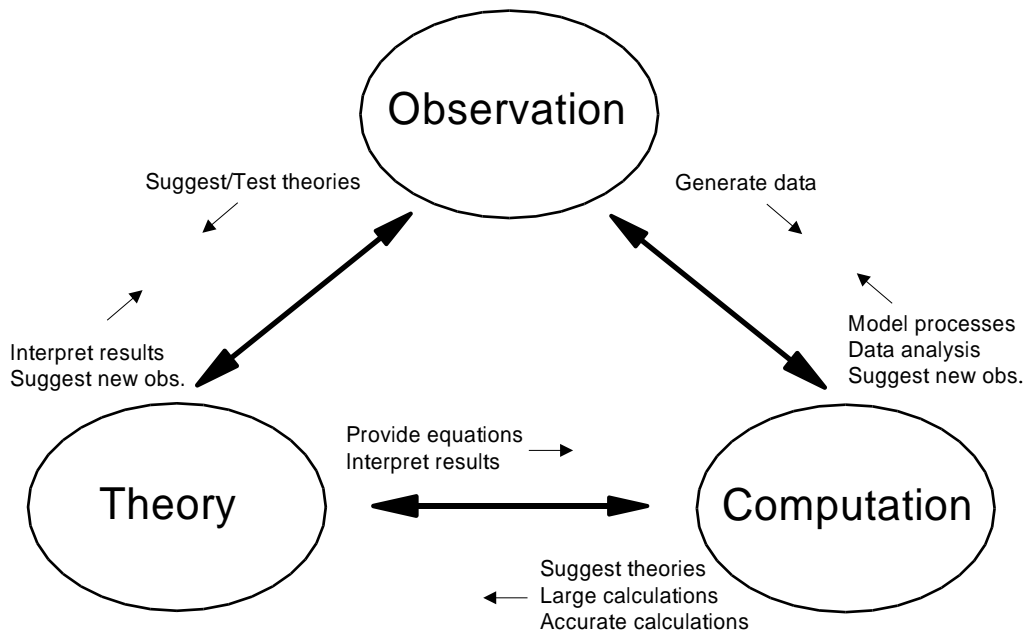 Observation
Suggest/Test theories
Generate data
Interpret results
Suggest new obs.
Model processes
Data analysis
Suggest new obs.
Provide equations
Interpret results
Theory
Computation
Suggest theories
Large calculations
Accurate calculations